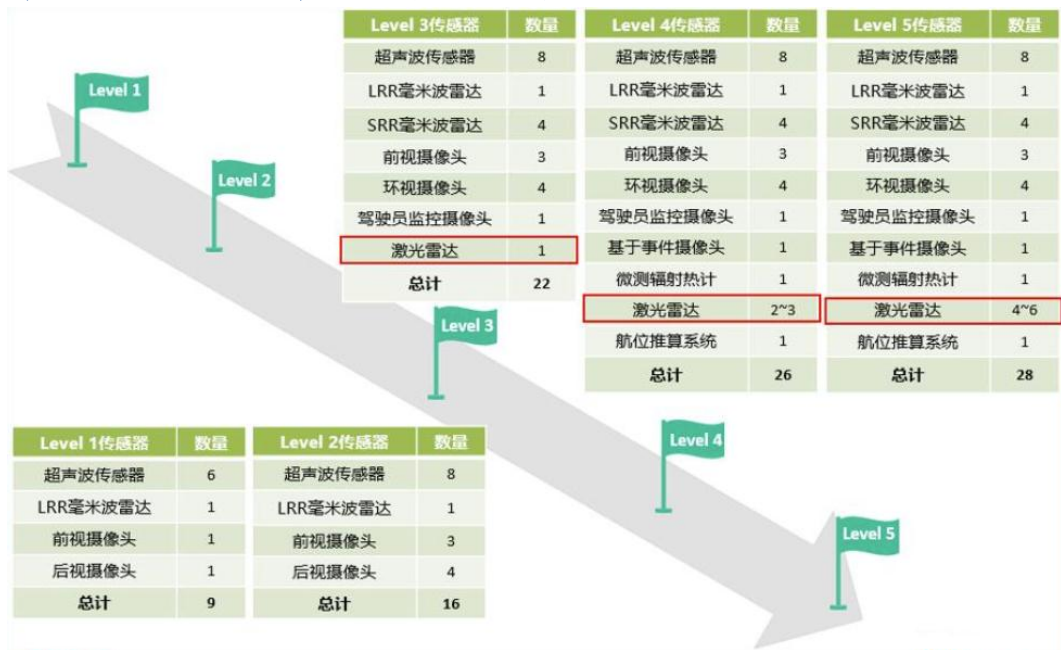 Level 3传感器 数量
超声波传感器 8
LRR毫米波雷达 1
SRR毫米波雷达 4
前视摄像头 3
环视摄像头 4
驾驶员监控摄像头 1
激光雷达 1
总计 22
Level 4传感器 数量
超声波传感器 8
LRR毫米波雷达 1
SRR毫米波雷达 4
前视摄像头 3
环视摄像头 4
驾驶员监控摄像头 1
基于事件摄像头 1
微测辐射热计 1
激光雷达 2~3
航位推算系统 1
总计 26
Level 5传感器 数量
超声波传感器 8
LRR毫米波雷达 1
SRR毫米波雷达 4
前视摄像头 3
环视摄像头 4
驾驶员监控摄像头 1
基于事件摄像头 1
微测辐射热计 1
激光雷达 4~6
航位推算系统 1
总计 28
Level 1
Level 2
Level 3
Level 4
Level 5
Level 1传感器 数量
超声波传感器 6
LRR毫米波雷达 1
前视摄像头 1
后视摄像头 1
总计 9
Level 2传感器 数量
超声波传感器 8
LRR毫米波雷达 1
前视摄像头 3
后视摄像头 4
总计 16